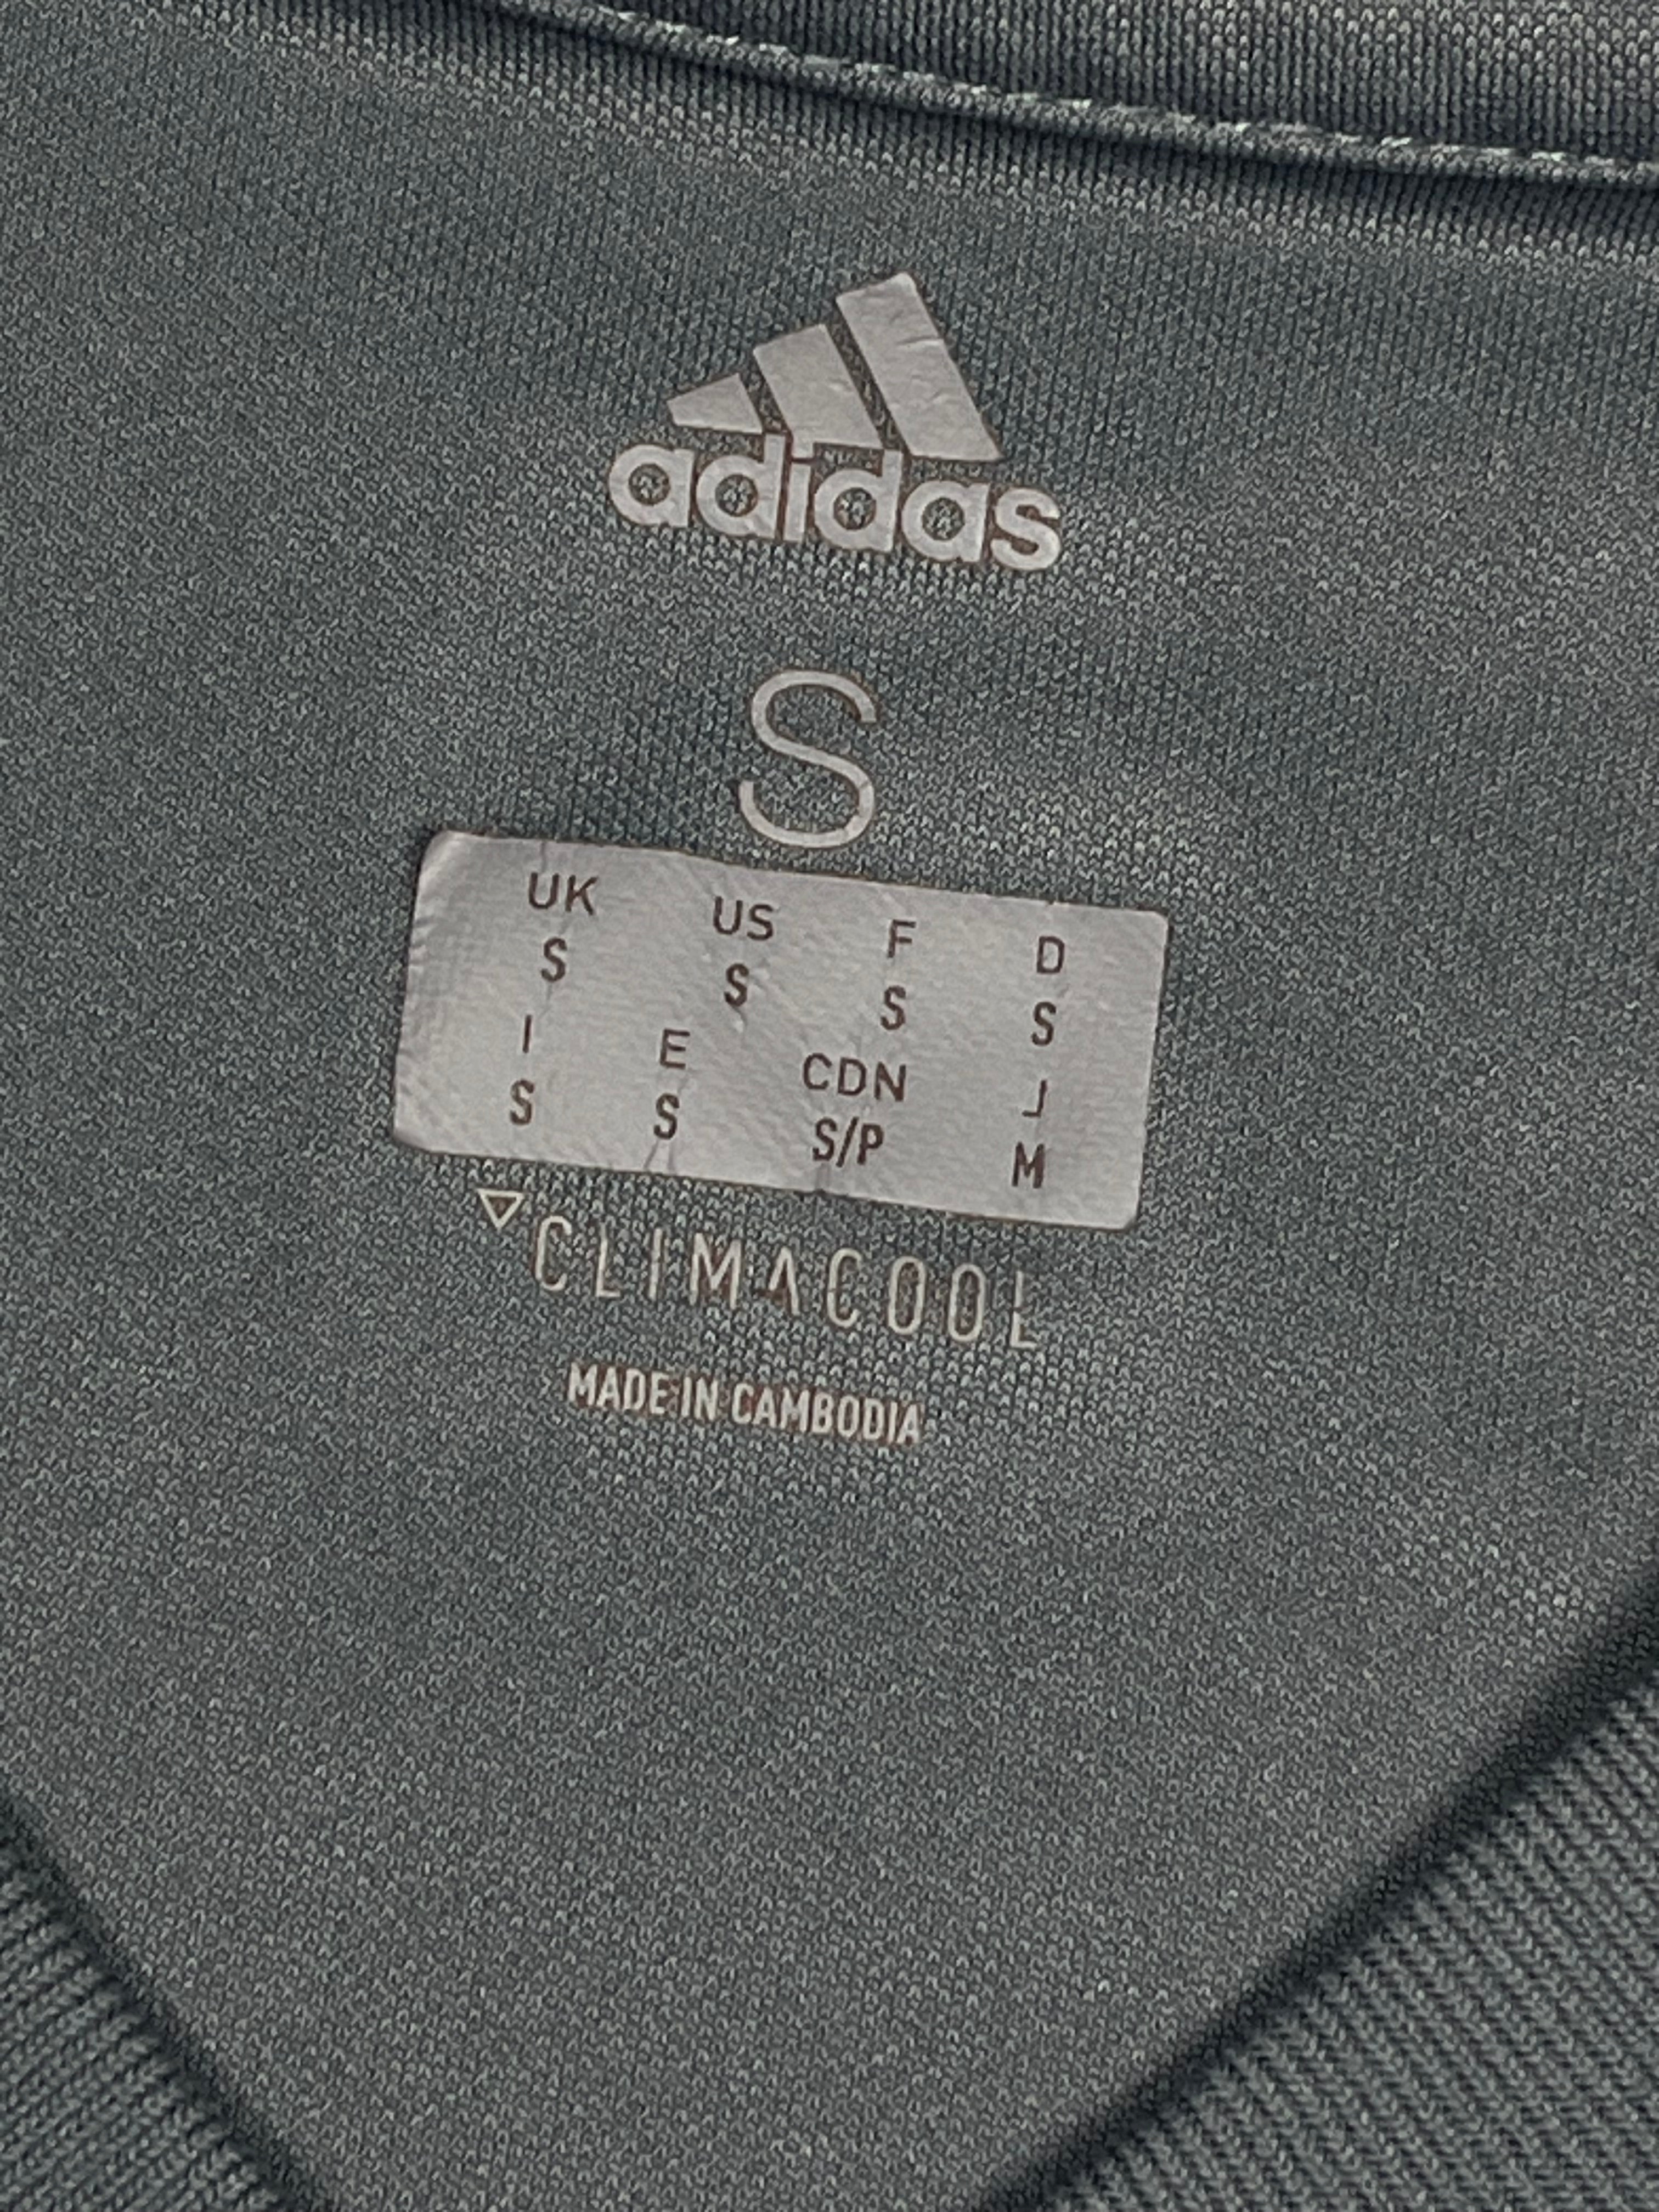 adidas
S
UK US F D
S S S S
I E CDN J
S S S/P M
CLIMACOOL
MADE IN CAMBODIA